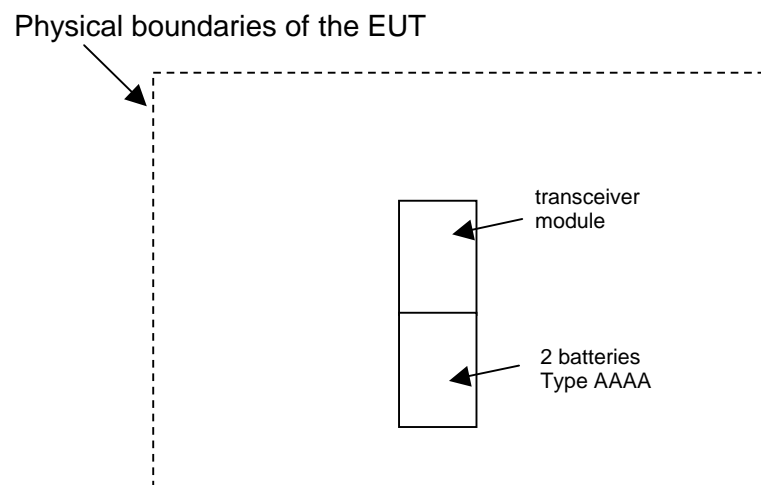 Physical boundaries of the EUT
transceiver
module
2 batteries
Type AAAA